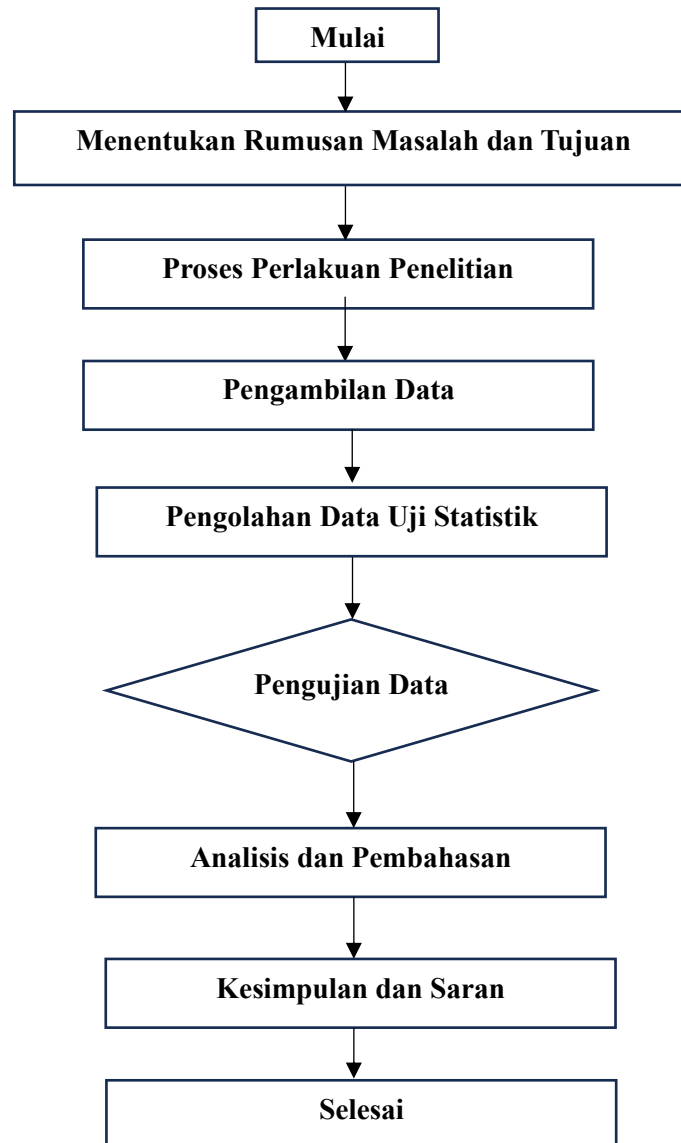 Mulai
Menentukan Rumusan Masalah dan Tujuan
Proses Perlakuan Penelitian
Pengambilan Data
Pengolahan Data Uji Statistik
Pengujian Data
Analisis dan Pembahasan
Kesimpulan dan Saran
Selesai